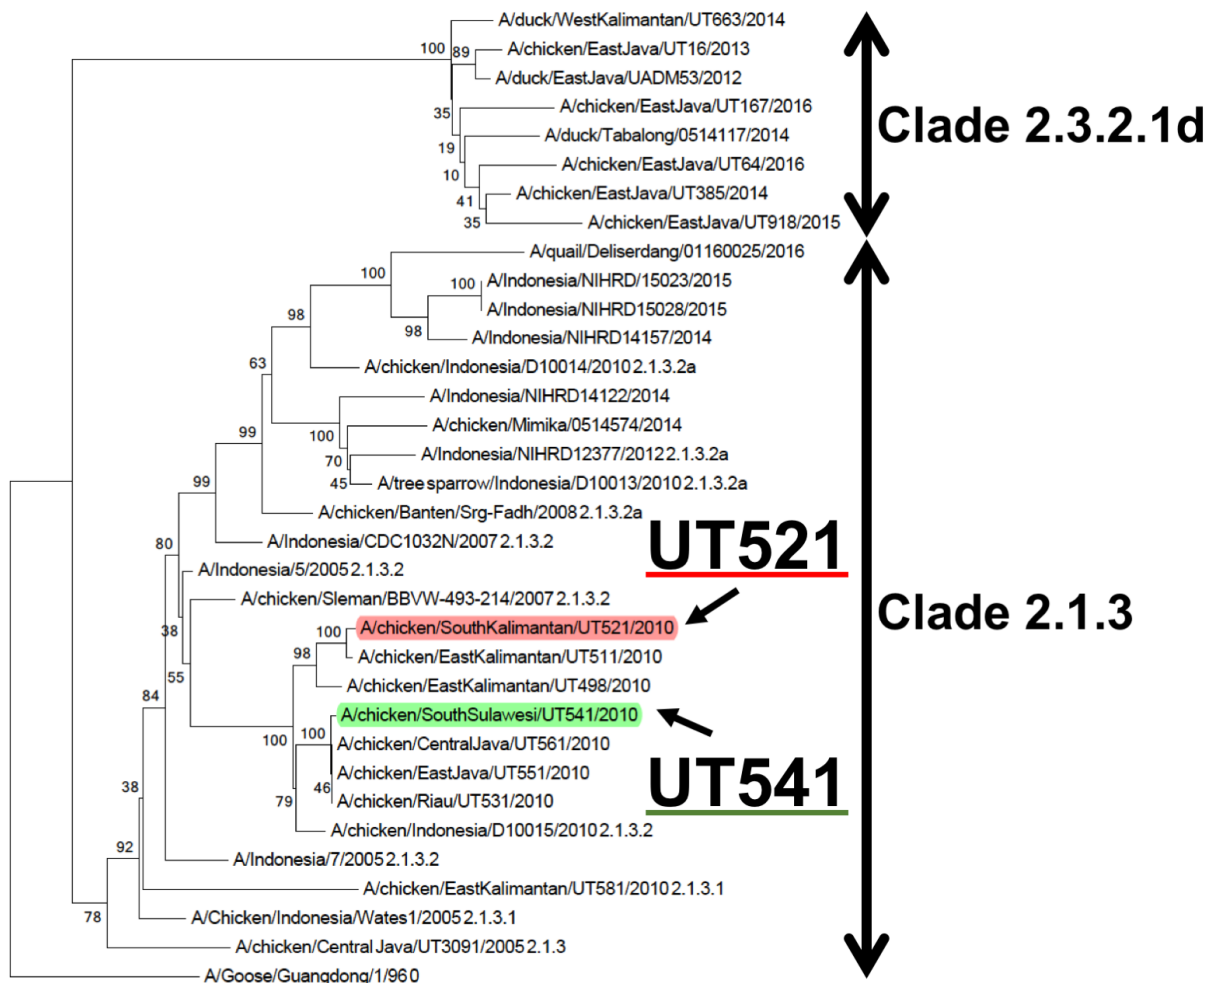 A/duck/WestKalimantan/UT663/2014
100
89
A/chicken/EastJava/UT16/2013
A/duck/EastJava/UADM53/2012
35
A/chicken/EastJava/UT167/2016
Clade 2.3.2.1d
19
A/duck/Tabalong/0514117/2014
10
A/chicken/EastJava/UT64/2016
41
A/chicken/EastJava/UT385/2014
35
A/chicken/EastJava/UT918/2015
A/quail/Deliserdang/01160025/2016
100
100
A/Indonesia/NIHRD/15023/2015
A/Indonesia/NIHRD15028/2015
98
98
A/Indonesia/NIHRD14157/2014
63
A/chicken/Indonesia/D10014/2010 2.1.3.2a
A/Indonesia/NIHRD14122/2014
99
100
A/chicken/Mimika/0514574/2014
70
A/Indonesia/NIHRD12377/2012 2.1.3.2a
99
45
A/tree sparrow/Indonesia/D10013/2010 2.1.3.2a
A/chicken/Banten/Srg-Fadh/2008 2.1.3.2a
80
A/Indonesia/CDC1032N/2007 2.1.3.2
UT521
A/Indonesia/5/2005 2.1.3.2
A/chicken/Sleman/BBVW-493-214/2007 2.1.3.2
Clade 2.1.3
38
100
A/chicken/SouthKalimantan/UT521/2010
98
A/chicken/EastKalimantan/UT511/2010
55
A/chicken/EastKalimantan/UT498/2010
84
A/chicken/SouthSulawesi/UT541/2010
100
100
A/chicken/CentralJava/UT561/2010
A/chicken/EastJava/UT551/2010
UT541
38
79
46
A/chicken/Riau/UT531/2010
A/chicken/Indonesia/D10015/2010 2.1.3.2
92
A/Indonesia/7/2005 2.1.3.2
A/chicken/EastKalimantan/UT581/2010 2.1.3.1
78
A/Chicken/Indonesia/Wates1/2005 2.1.3.1
A/chicken/Central Java/UT3091/2005 2.1.3
A/Goose/Guangdong/1/96 0